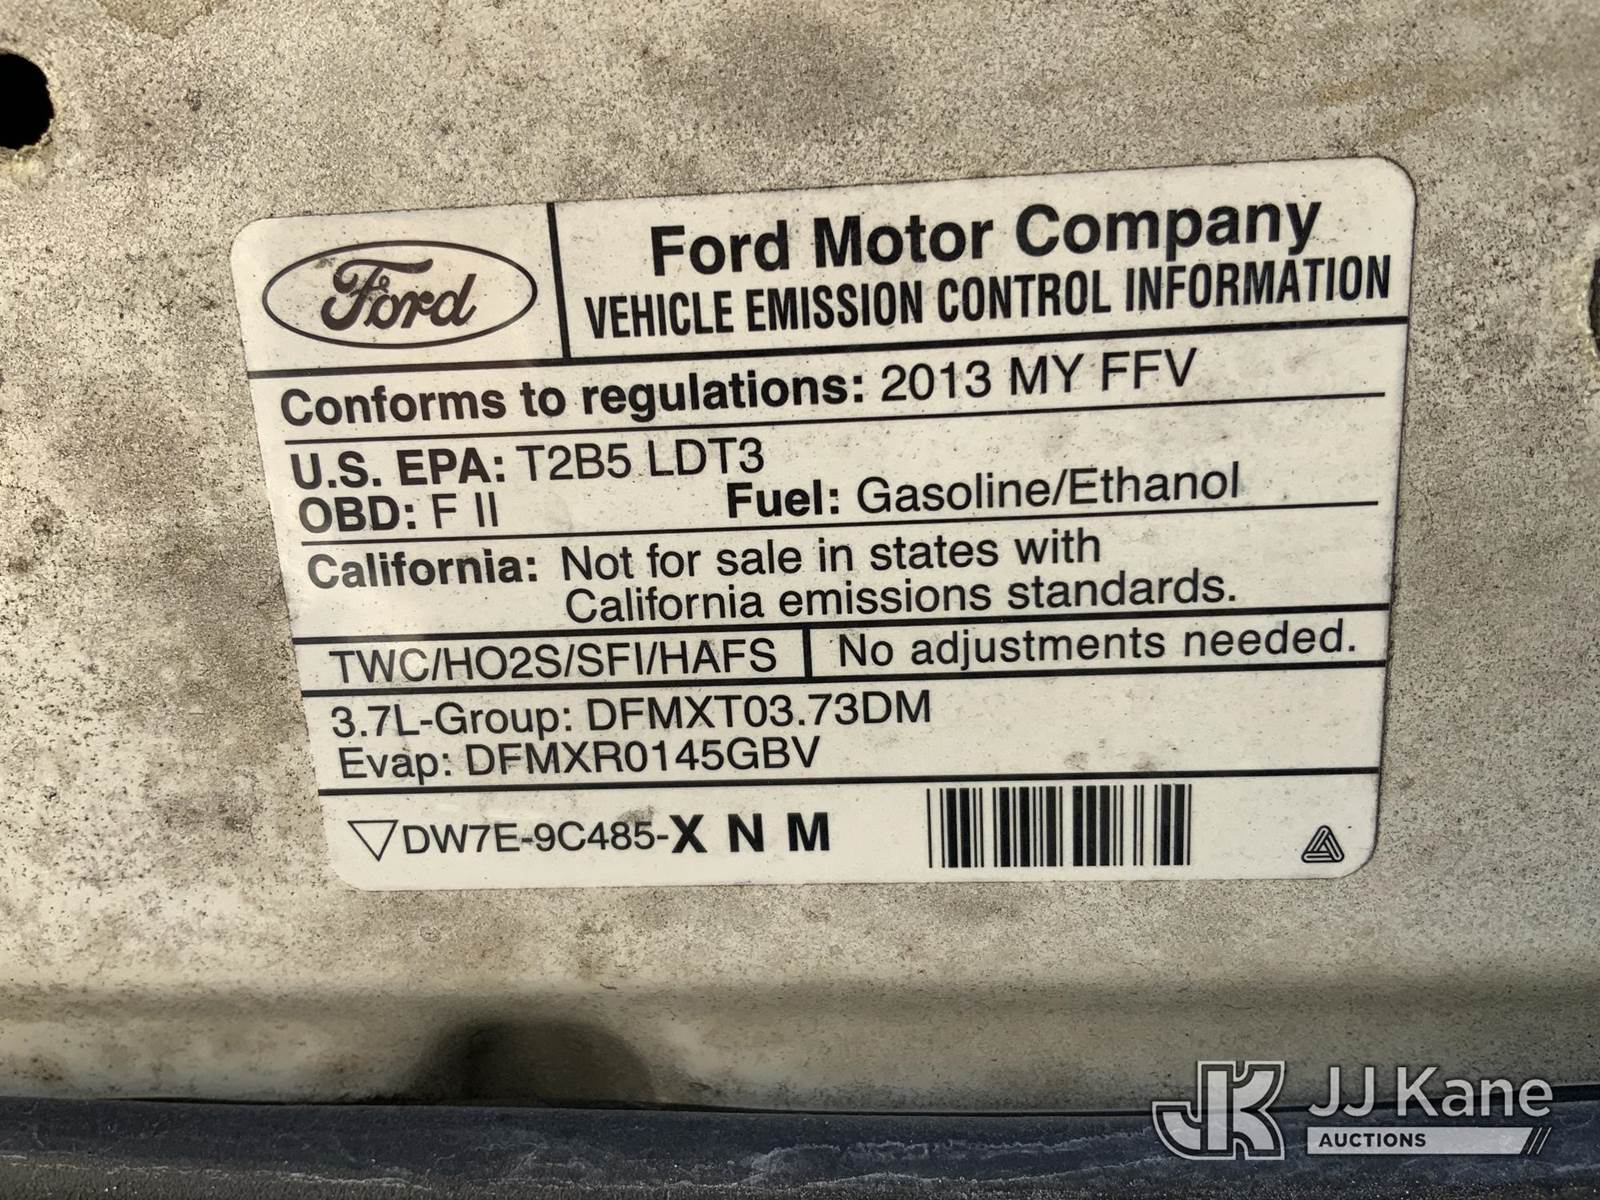 Ford
Ford Motor Company
VEHICLE EMISSION CONTROL INFORMATION
Conforms to regulations: 2013 MY FFV
U.S. EPA: T2B5 LDT3
OBD: F II Fuel: Gasoline/Ethanol
California: Not for sale in states with
California emissions standards.
TWC/HO2S/SFI/HAFS No adjustments needed.
3.7L-Group: DFMXT03.73DM
Evap: DFMXR0145GBV
DW7E-9C485-X N M
JK JJ Kane
AUCTIONS